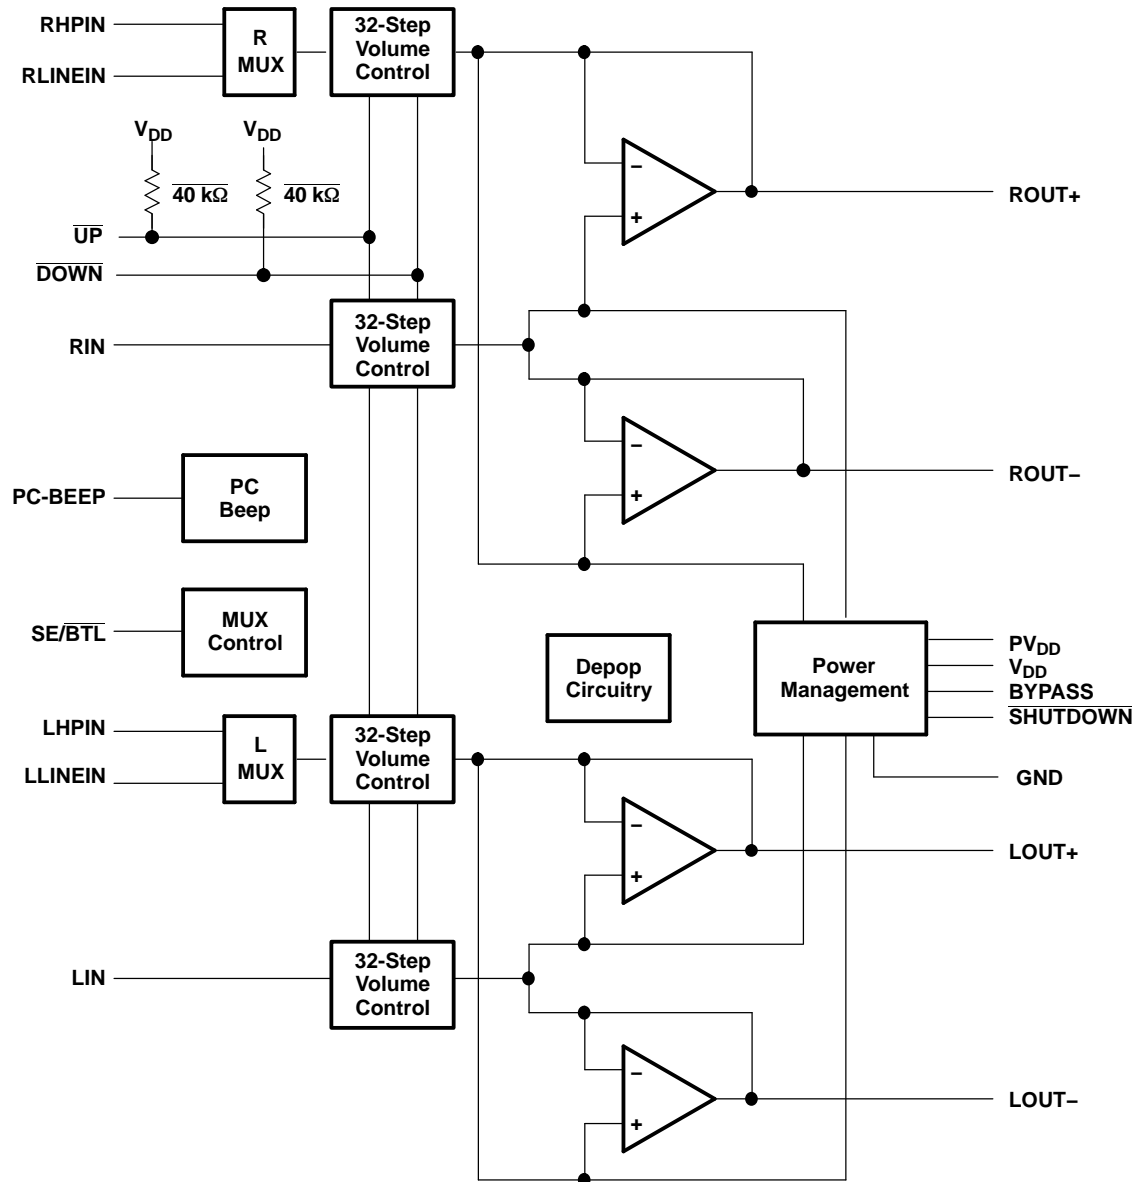 RHPIN
RLINEIN
R
MUX
32-Step
Volume
Control
VDD
VDD
40 kΩ
40 kΩ
UP
DOWN
−
+
ROUT+
RIN
32-Step
Volume
Control
−
+
ROUT−
PC-BEEP
PC
Beep
SE/BTL
MUX
Control
Depop
Circuitry
Power
Management
PVDD
VDD
BYPASS
SHUTDOWN
GND
LHPIN
LLINEIN
L
MUX
32-Step
Volume
Control
−
+
LOUT+
LIN
32-Step
Volume
Control
−
+
LOUT−